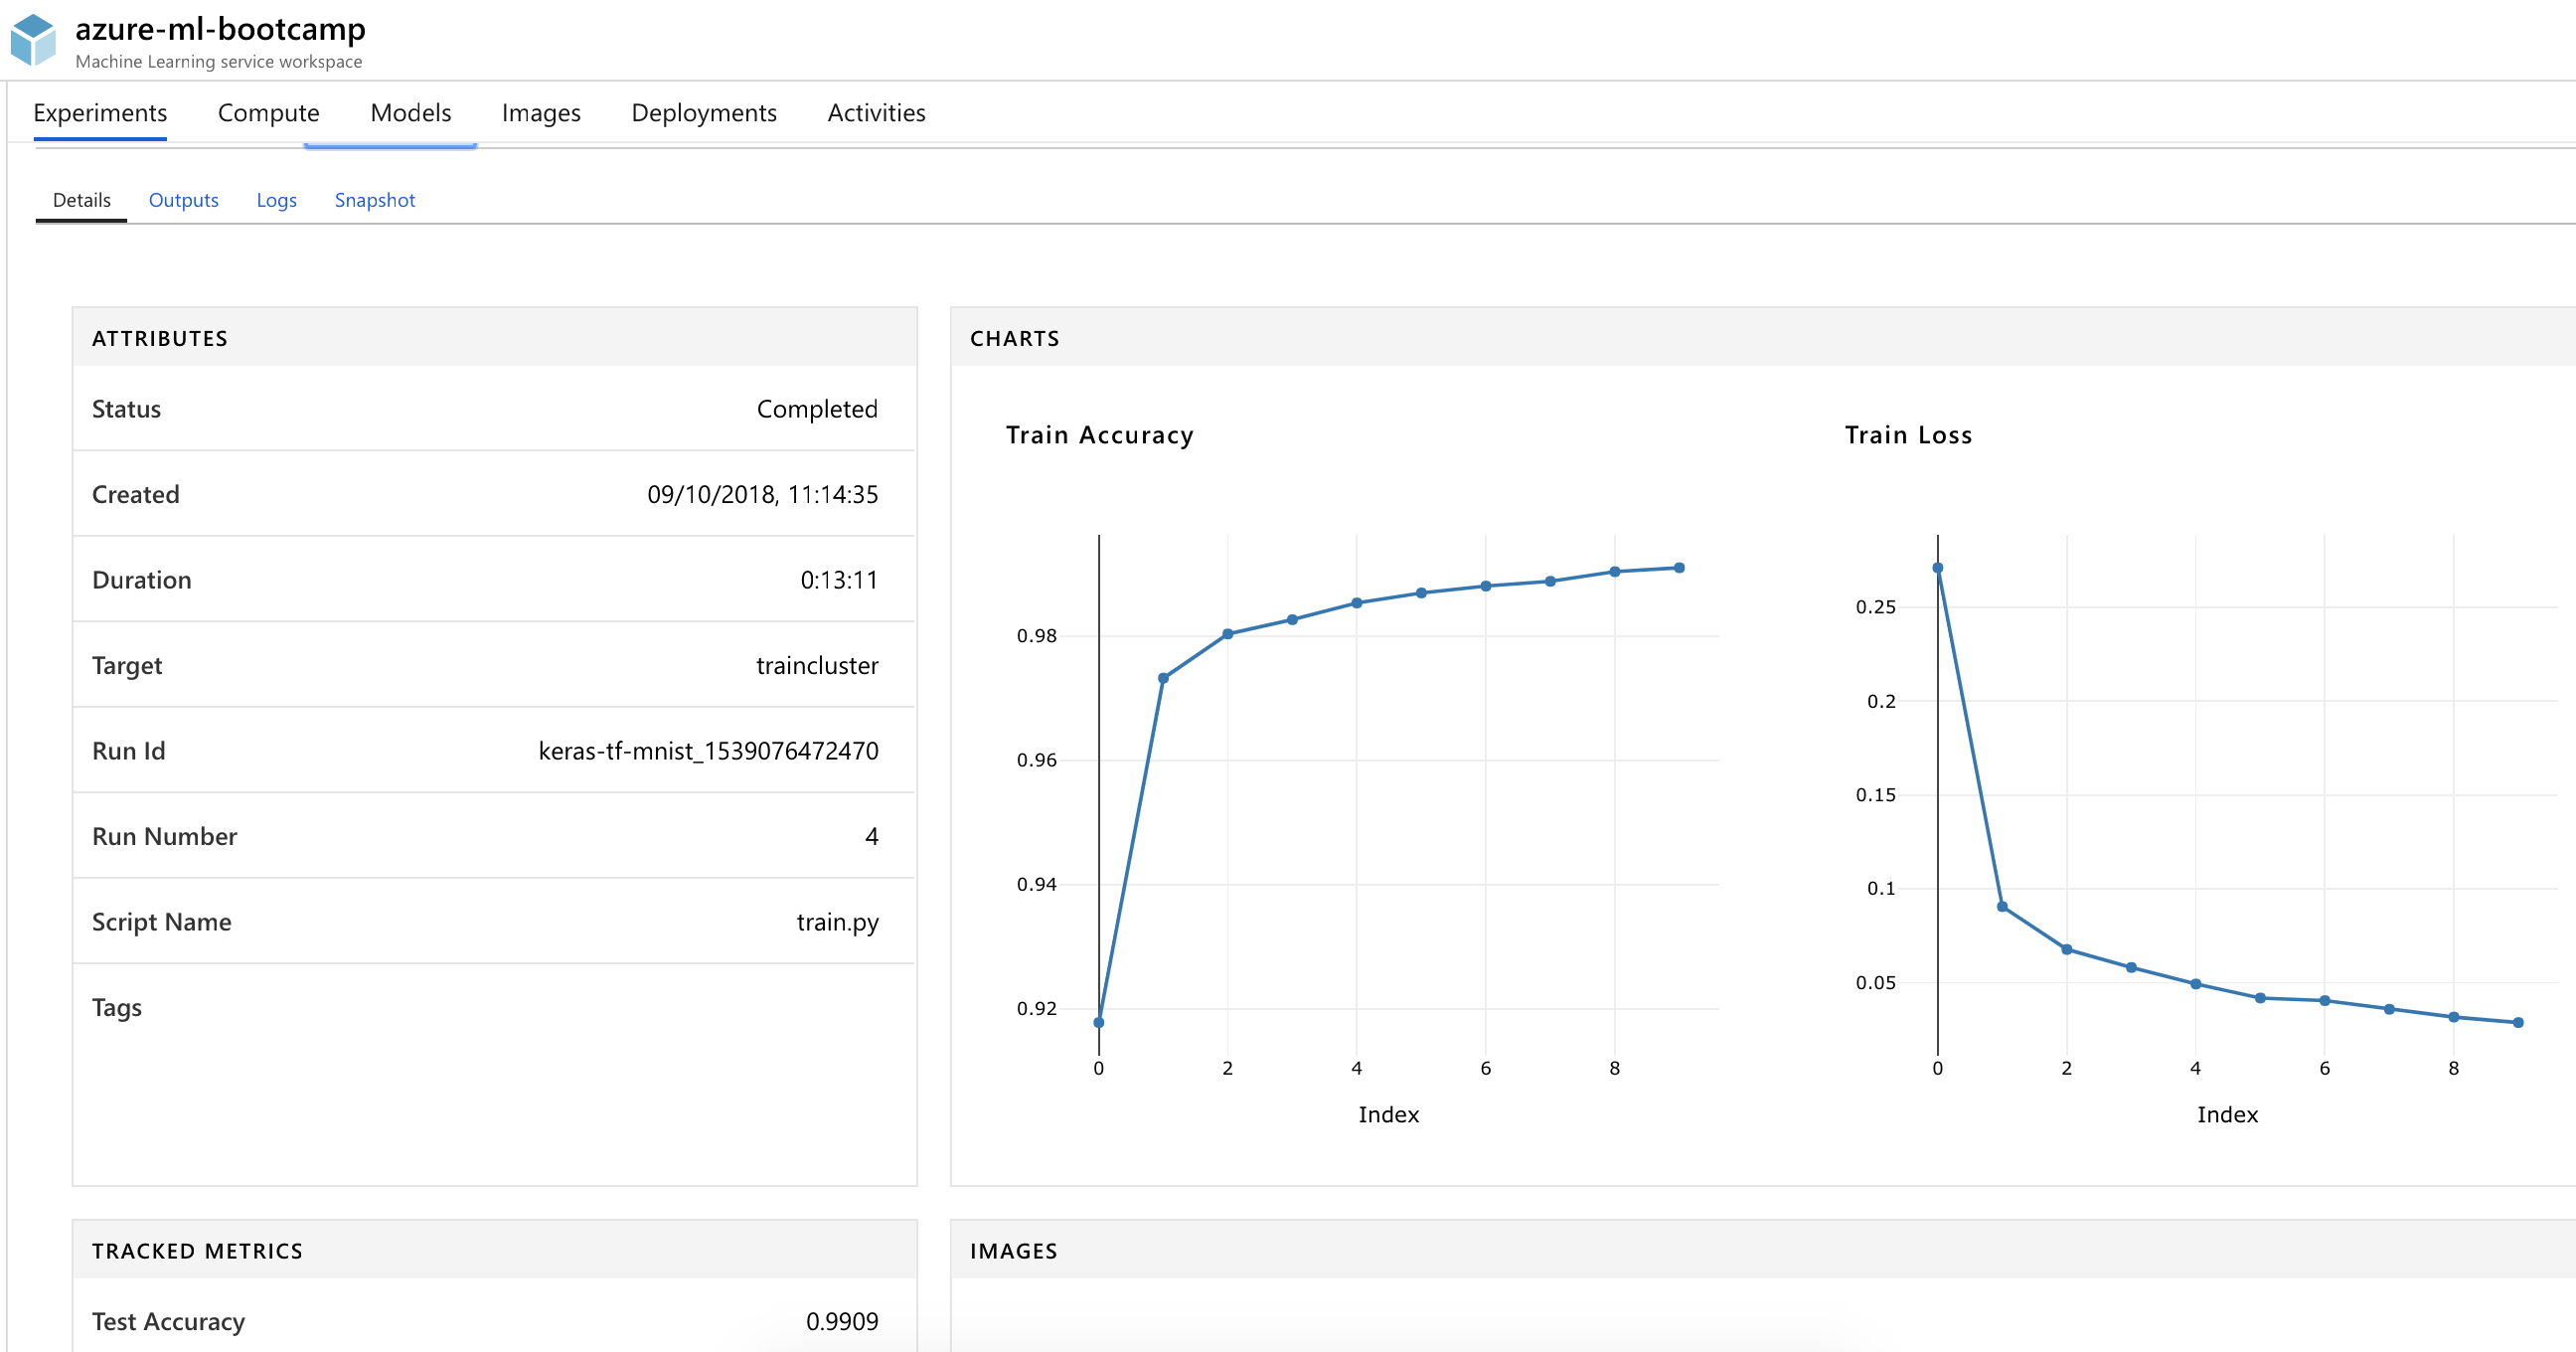 azure-ml-bootcamp
Machine Learning service workspace
Experiments Compute Models Images Deployments Activities
Details Outputs Logs Snapshot
ATTRIBUTES
Status Completed
Created 09/10/2018, 11:14:35
Duration 0:13:11
Target traincluster
Run Id keras-tf-mnist_1539076472470
Run Number 4
Script Name train.py
Tags
CHARTS
Train Accuracy
0.98
0.96
0.94
0.92
0 2 4 6 8
Index
Train Loss
0.25
0.2
0.15
0.1
0.05
0 2 4 6 8
Index
TRACKED METRICS
Test Accuracy 0.9909
IMAGES